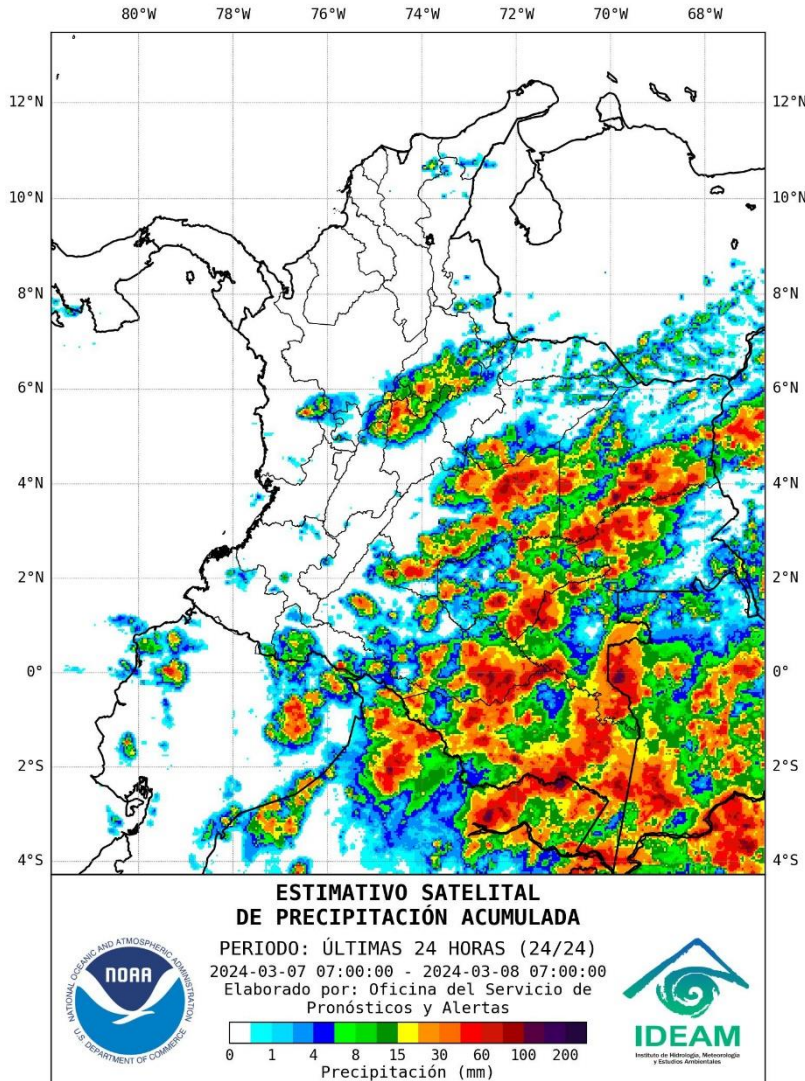 80°W 78°W 76°W 74°W 72°W 70°W 68°W
12°N 12°N
10°N 10°N
8°N 8°N
6°N 6°N
4°N 4°N
2°N 2°N
0° 0°
2°S 2°S
4°S 4°S
ESTIMATIVO SATELITAL
DE PRECIPITACIÓN ACUMULADA
PERIODO: ÚLTIMAS 24 HORAS (24/24)
2024-03-07 07:00:00 - 2024-03-08 07:00:00
Elaborado por: Oficina del Servicio de
Pronósticos y Alertas
0 1 4 8 15 30 60 100 200
Precipitación (mm)
NATIONAL OCEANIC AND ATMOSPHERIC ADMINISTRATION
NOAA
U.S. DEPARTMENT OF COMMERCE
IDEAM
Instituto de Hidrología, Meteorología
y Estudios Ambientales